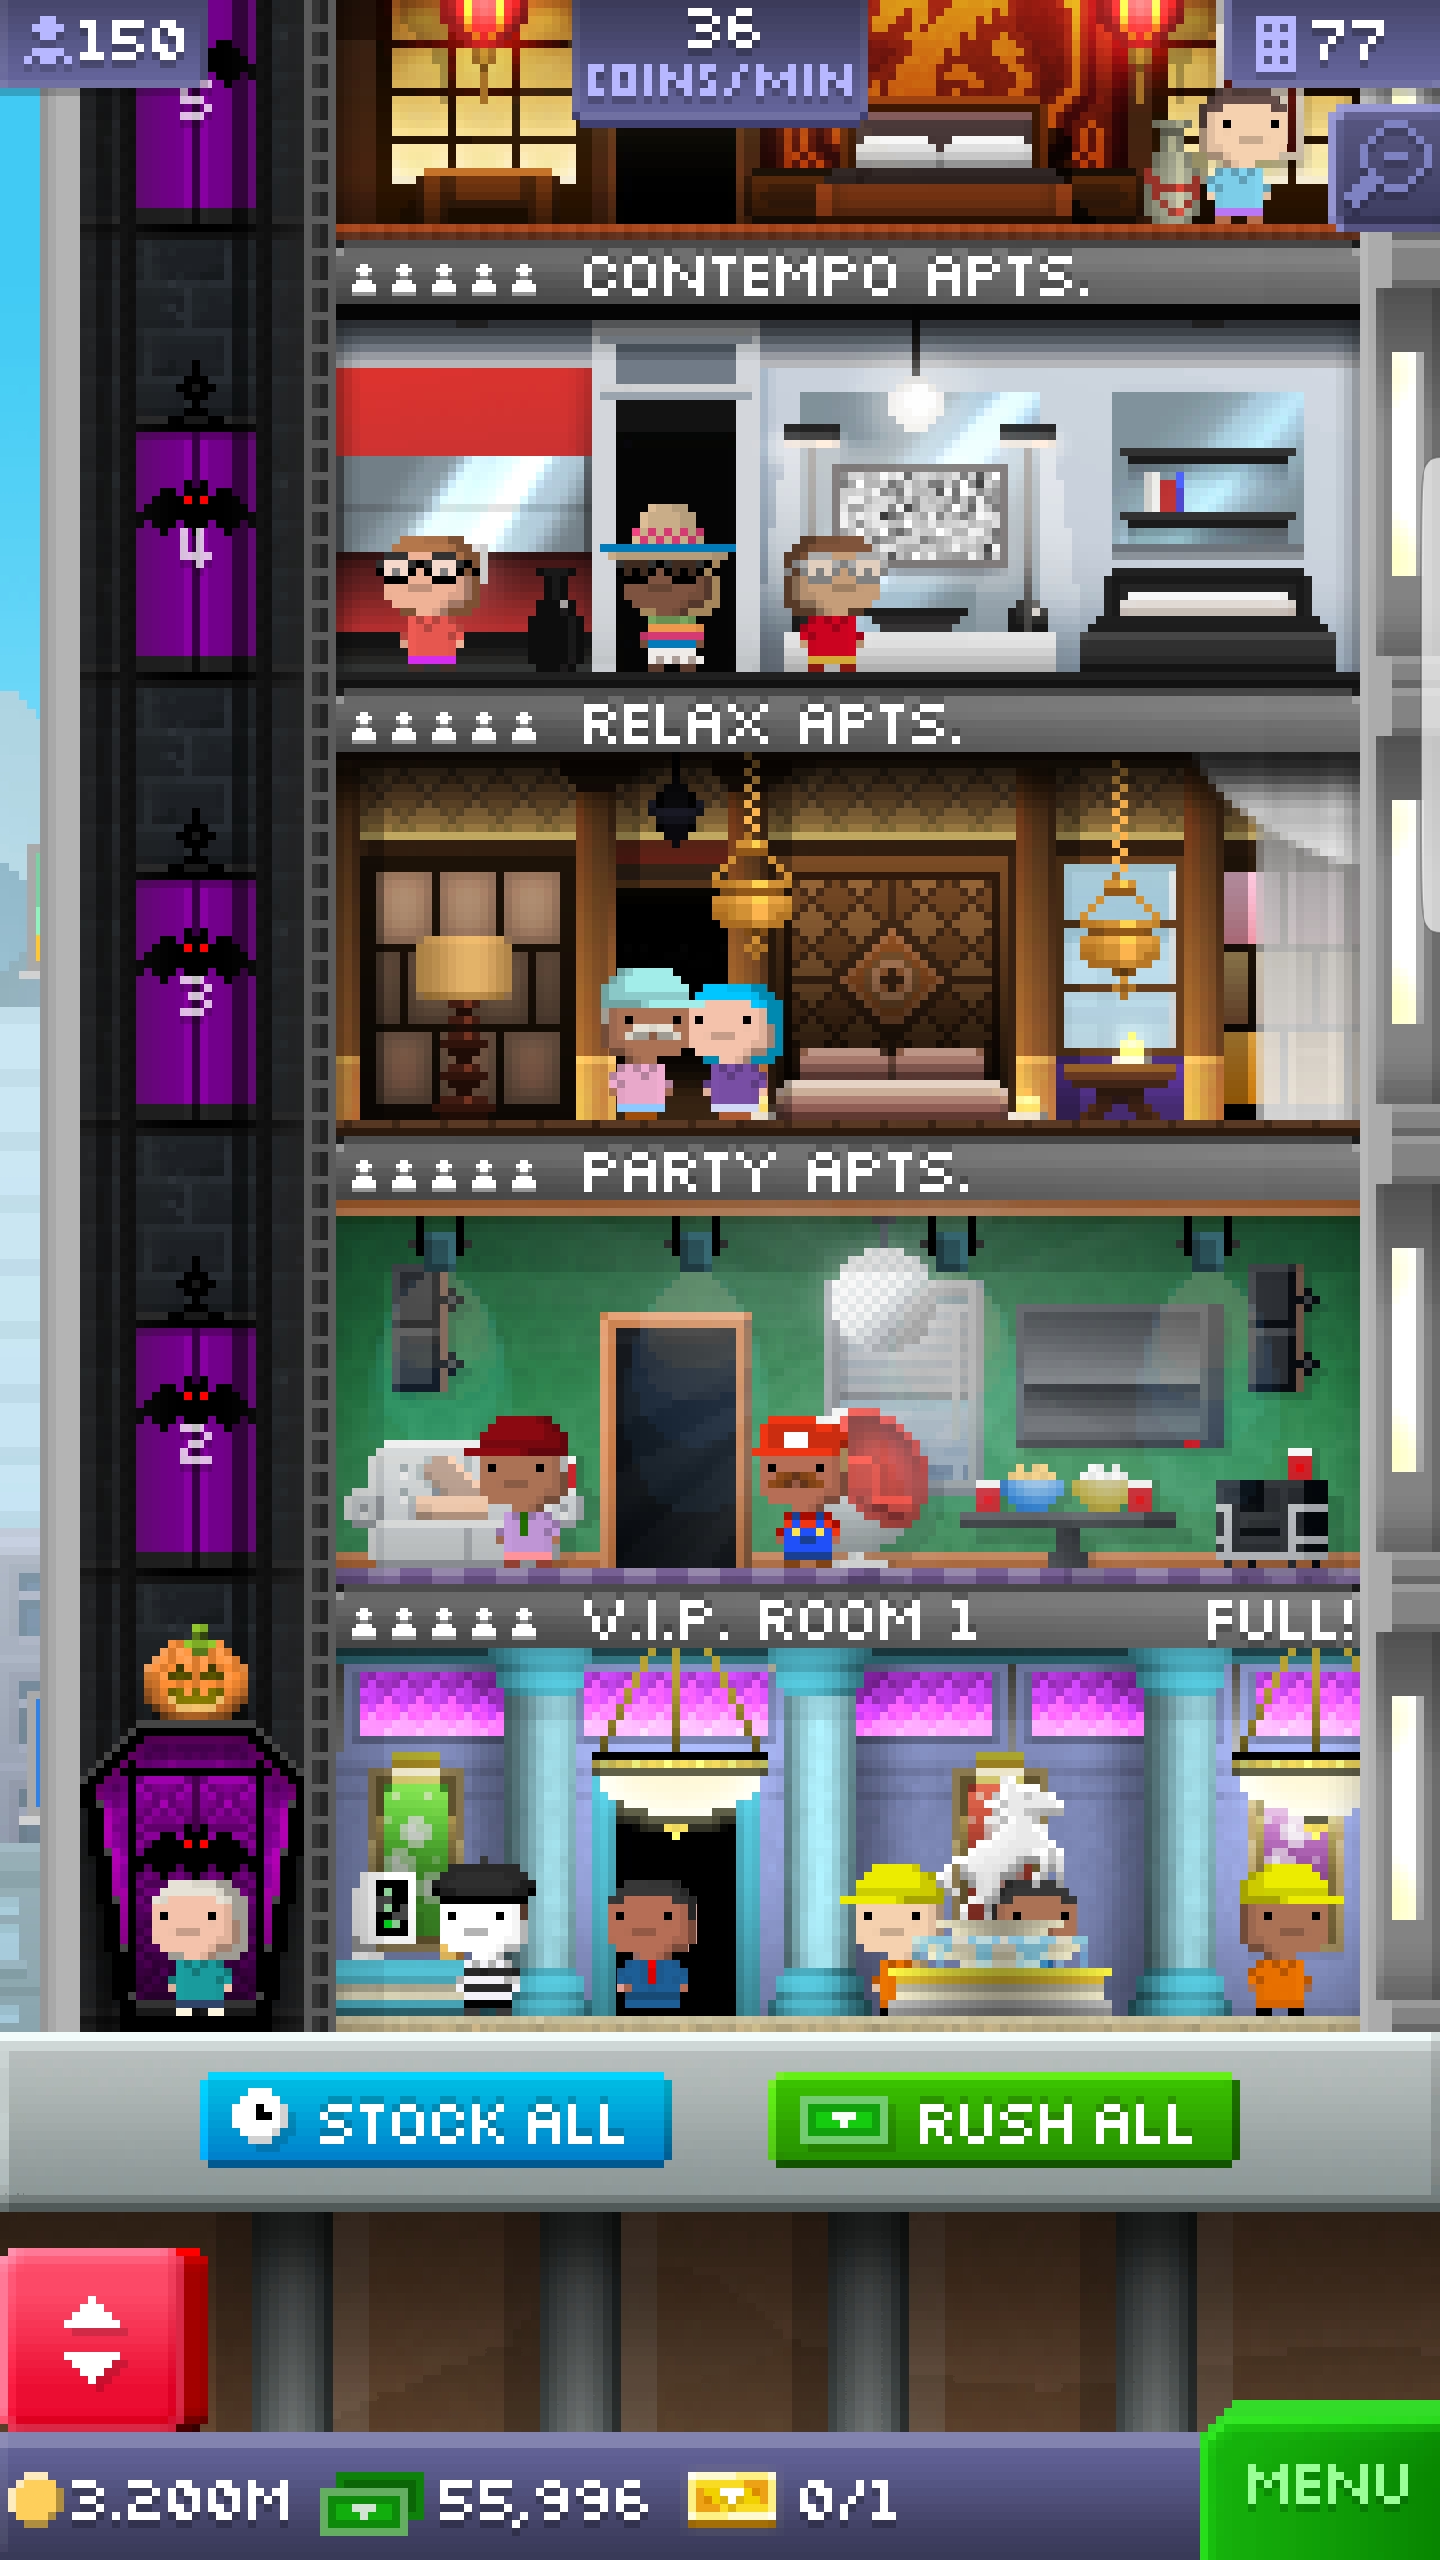 150
36
COINS/MIN
77
5
CONTEMPO APTS.
4
RELAX APTS.
3
PARTY APTS.
2
V.I.P. ROOM 1 FULL!
STOCK ALL
RUSH ALL
MENU
3.200M 55,996 0/1